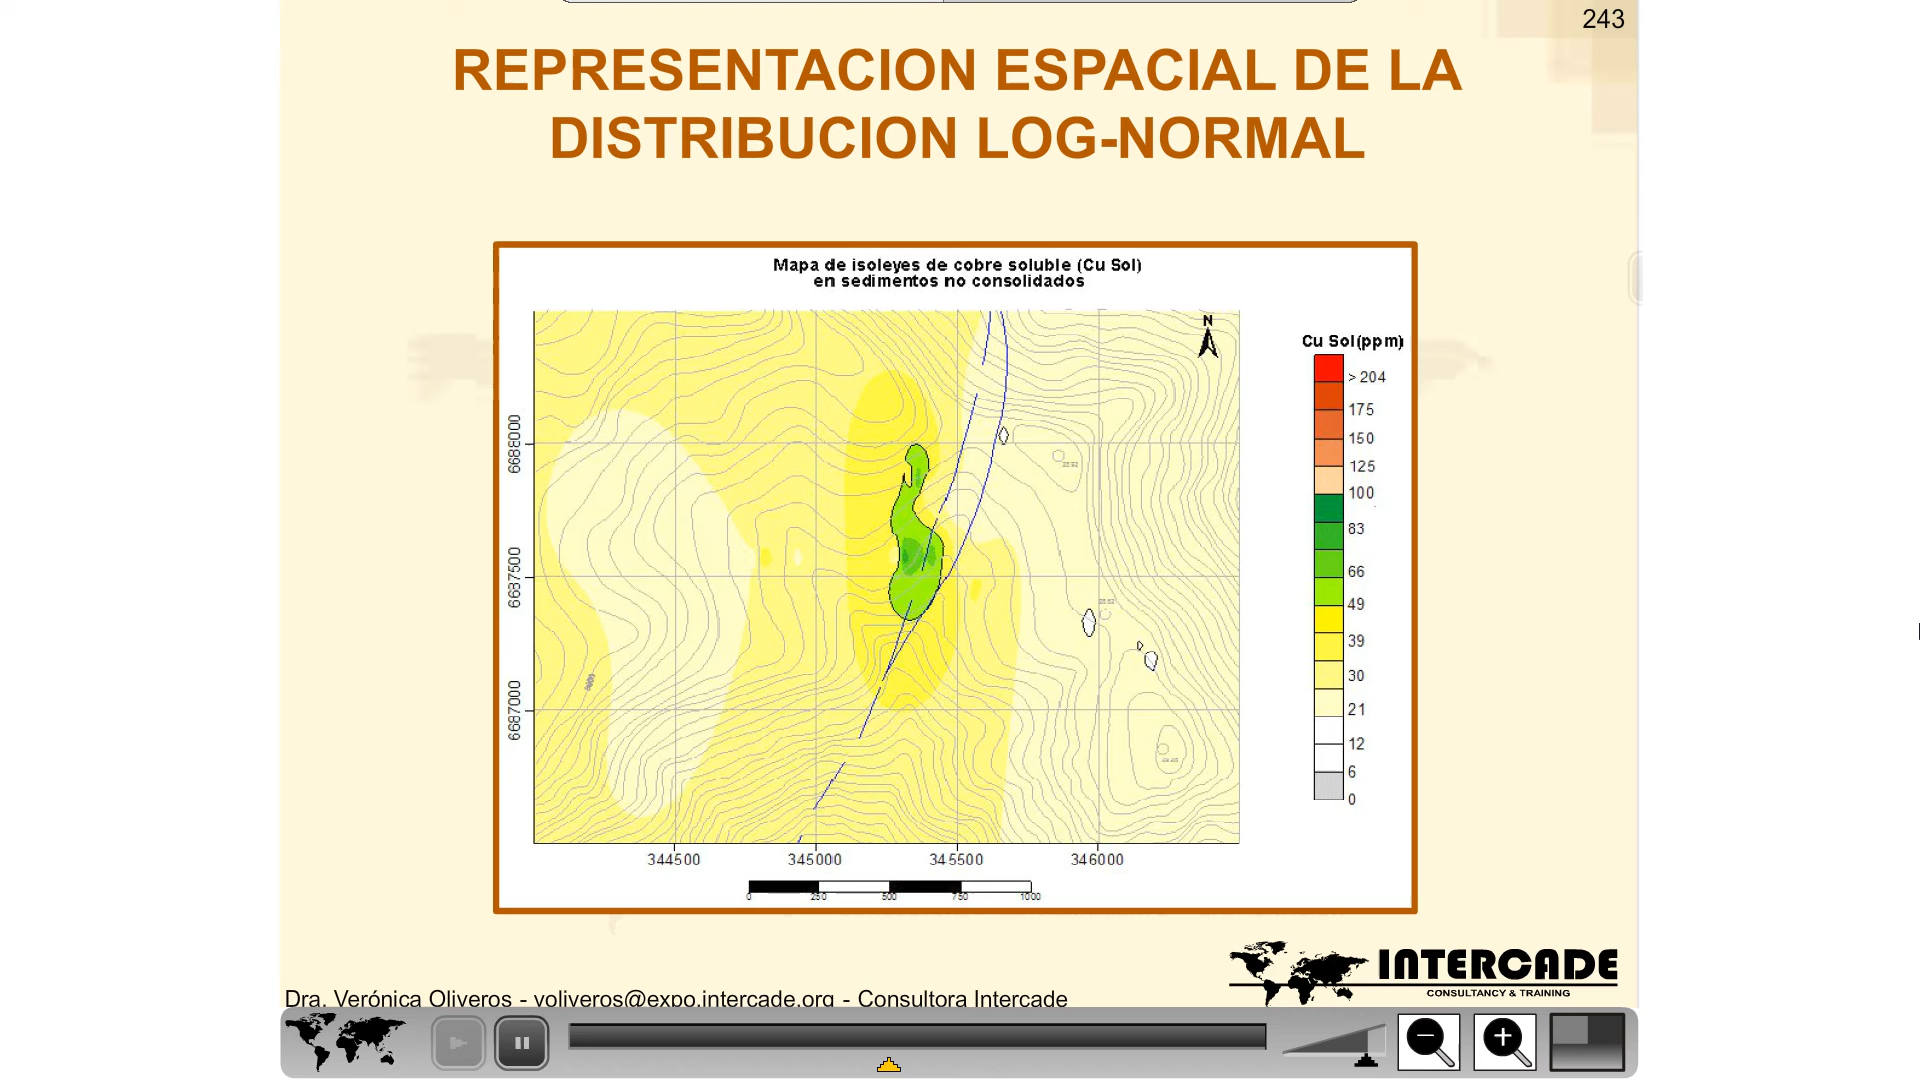 243
REPRESENTACION ESPACIAL DE LA
DISTRIBUCION LOG-NORMAL
Mapa de isoleyes de cobre soluble (Cu Sol)
en sedimentos no consolidados
N
Cu Sol(ppm)
> 204
175
150
125
100
83
66
49
39
30
21
12
6
0
6688000
6687500
6687000
344500 345000 345500 346000
0 250 500 750 1000
INTERCADE
CONSULTANCY & TRAINING
Dra. Verónica Oliveros - voliveros@expo.intercade.org - Consultora Intercade